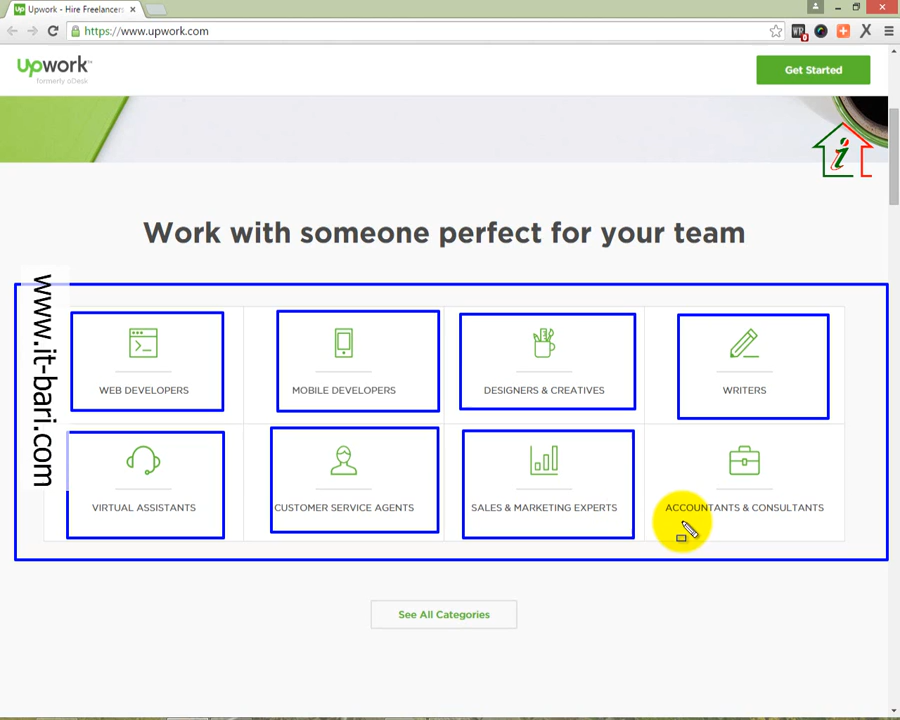 Upwork - Hire Freelancers
https://www.upwork.com
Upwork™
formerly oDesk
Get Started
i
Work with someone perfect for your team
www.it-bari.com
WEB DEVELOPERS
MOBILE DEVELOPERS
DESIGNERS & CREATIVES
WRITERS
VIRTUAL ASSISTANTS
CUSTOMER SERVICE AGENTS
SALES & MARKETING EXPERTS
ACCOUNTANTS & CONSULTANTS
See All Categories